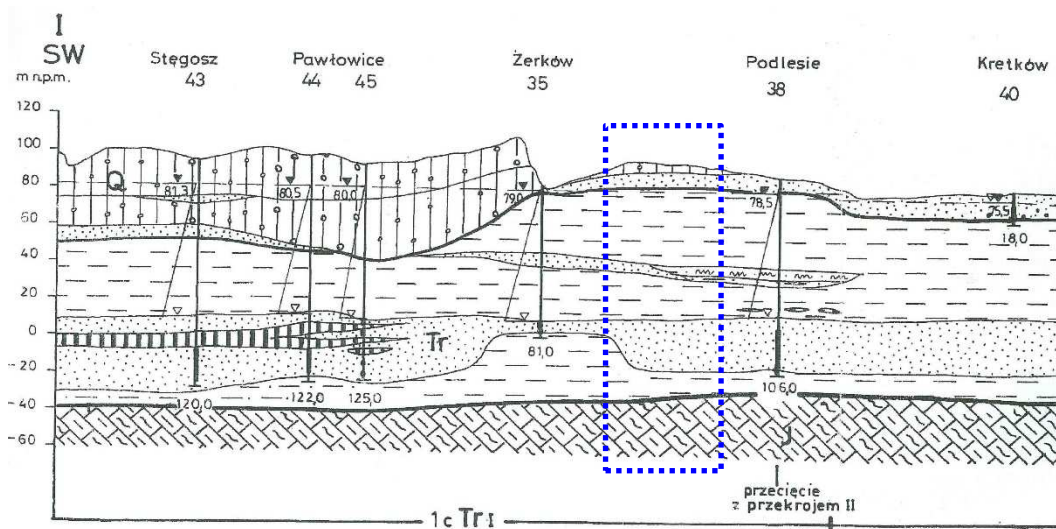 I
SW
m n.p.m.
Stęgosz
43
Pawłowice
44 45
Żerków
35
Podlesie
38
Kretków
40
120
100
80
60
40
20
0
-20
-40
-60
Q
81,3
80,5
80,0
79,0
78,5
75,5
18,0
Tr
81,0
120,0
122,0
125,0
106,0
J
przecięcie
z przekrojem II
1c Tr I